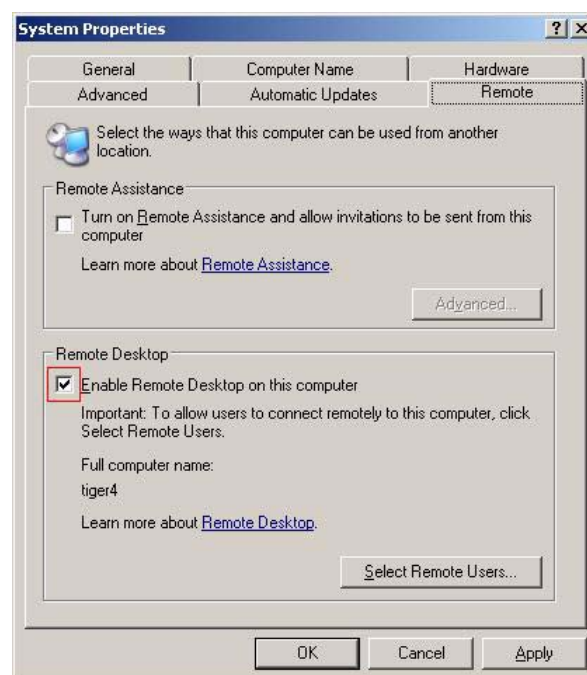 System Properties
General Computer Name Hardware
Advanced Automatic Updates Remote
Select the ways that this computer can be used from another
location.
Remote Assistance
Turn on Remote Assistance and allow invitations to be sent from this
computer
Learn more about Remote Assistance.
Advanced...
Remote Desktop
Enable Remote Desktop on this computer
Important: To allow users to connect remotely to this computer, click
Select Remote Users.
Full computer name:
tiger4
Learn more about Remote Desktop.
Select Remote Users...
OK Cancel Apply